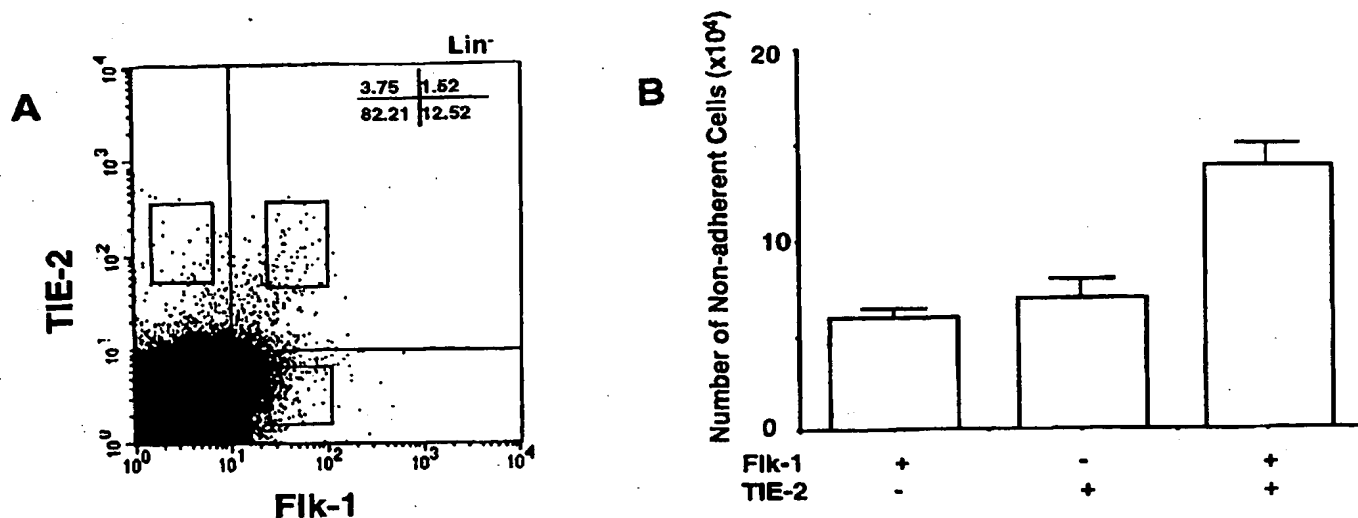 A
Lin-
3.75 1.52
82.21 12.52
TIE-2
10⁴
10³
10²
10¹
10⁰
10⁰ 10¹ 10² 10³ 10⁴
Flk-1
B
Number of Non-adherent Cells (x10⁴)
20
10
0
Flk-1 + - +
TIE-2 - + +